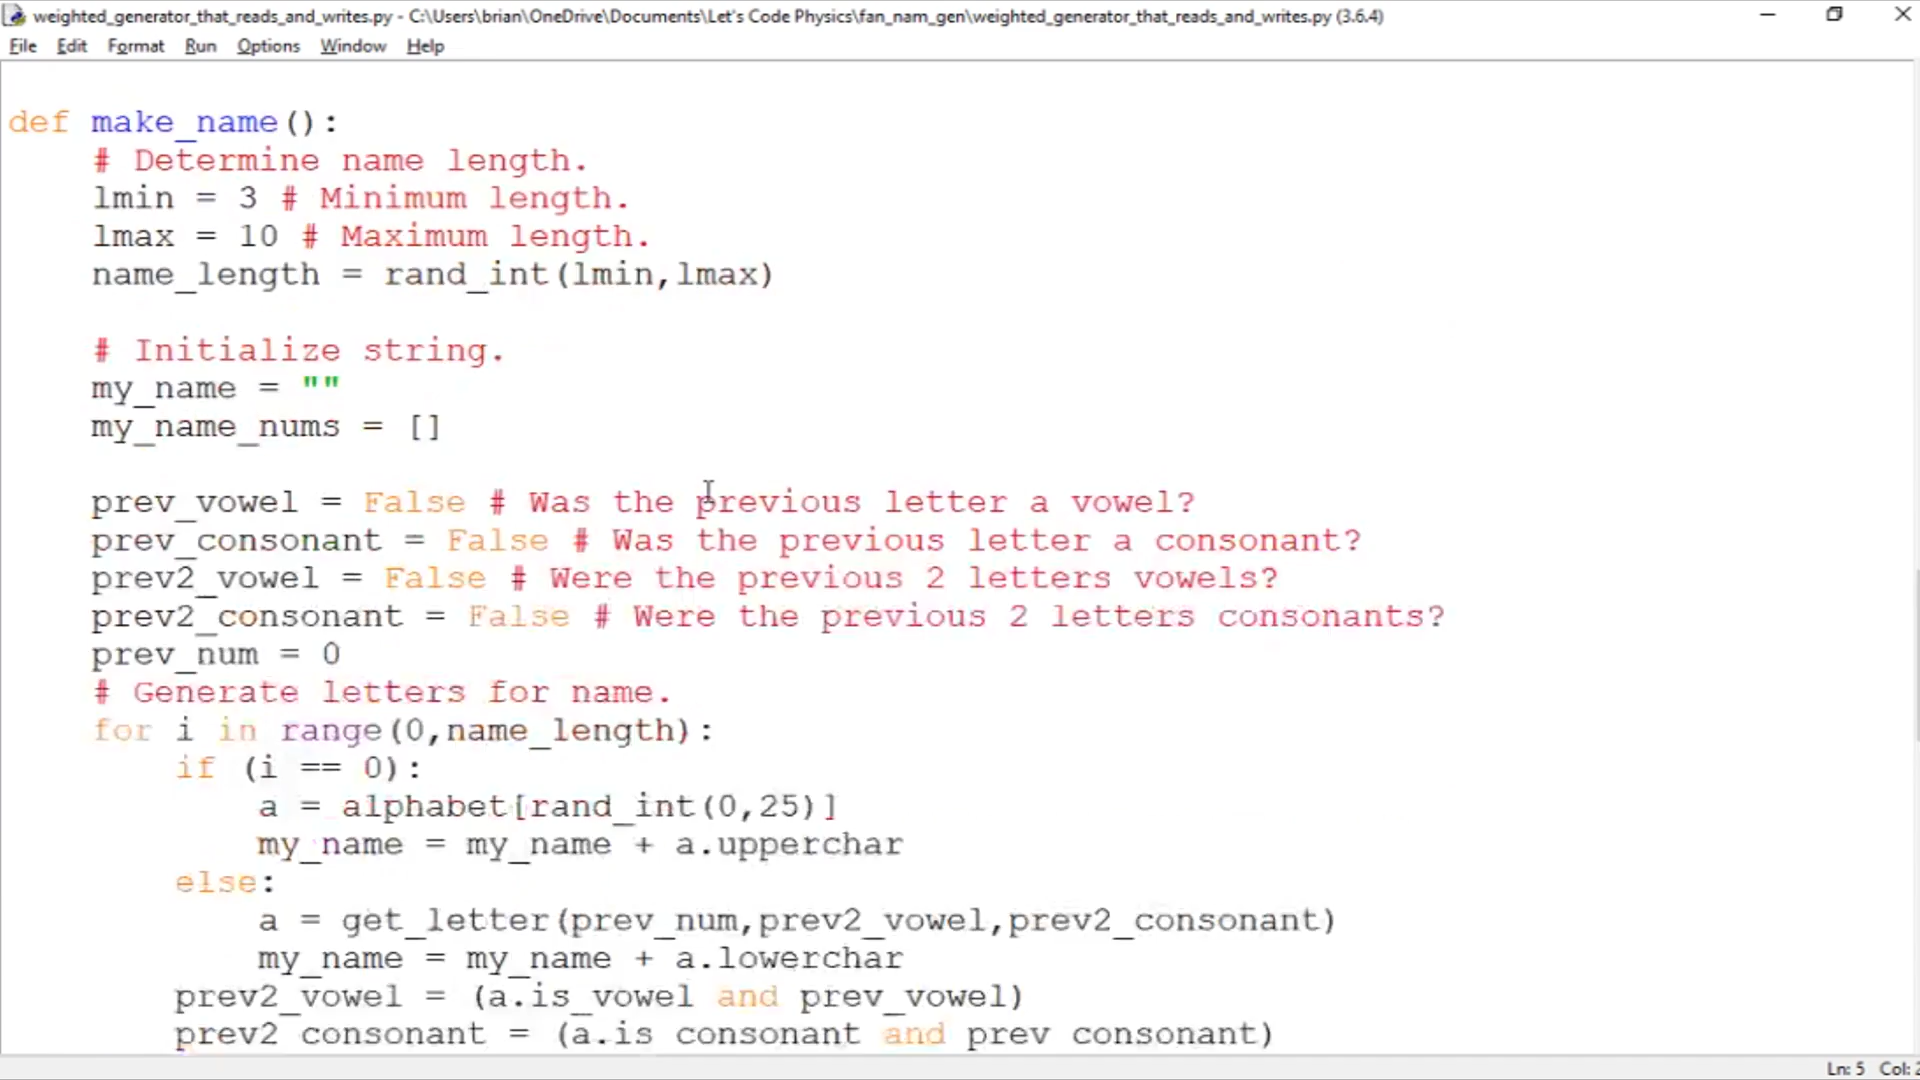 weighted_generator_that_reads_and_writes.py - C:\Users\brian\OneDrive\Documents\Let's Code Physics\fan_nam_gen\weighted_generator_that_reads_and_writes.py (3.6.4)
File Edit Format Run Options Window Help
def make_name():
    # Determine name length.
    lmin = 3 # Minimum length.
    lmax = 10 # Maximum length.
    name_length = rand_int(lmin,lmax)
    # Initialize string.
    my_name = ""
    my_name_nums = []
    prev_vowel = False # Was the previous letter a vowel?
    prev_consonant = False # Was the previous letter a consonant?
    prev2_vowel = False # Were the previous 2 letters vowels?
    prev2_consonant = False # Were the previous 2 letters consonants?
    prev_num = 0
    # Generate letters for name.
    for i in range(0,name_length):
        if (i == 0):
            a = alphabet[rand_int(0,25)]
            my_name = my_name + a.upperchar
        else:
            a = get_letter(prev_num,prev2_vowel,prev2_consonant)
            my_name = my_name + a.lowerchar
        prev2_vowel = (a.is_vowel and prev_vowel)
        prev2_consonant = (a.is_consonant and prev_consonant)
Ln: 5 Col: